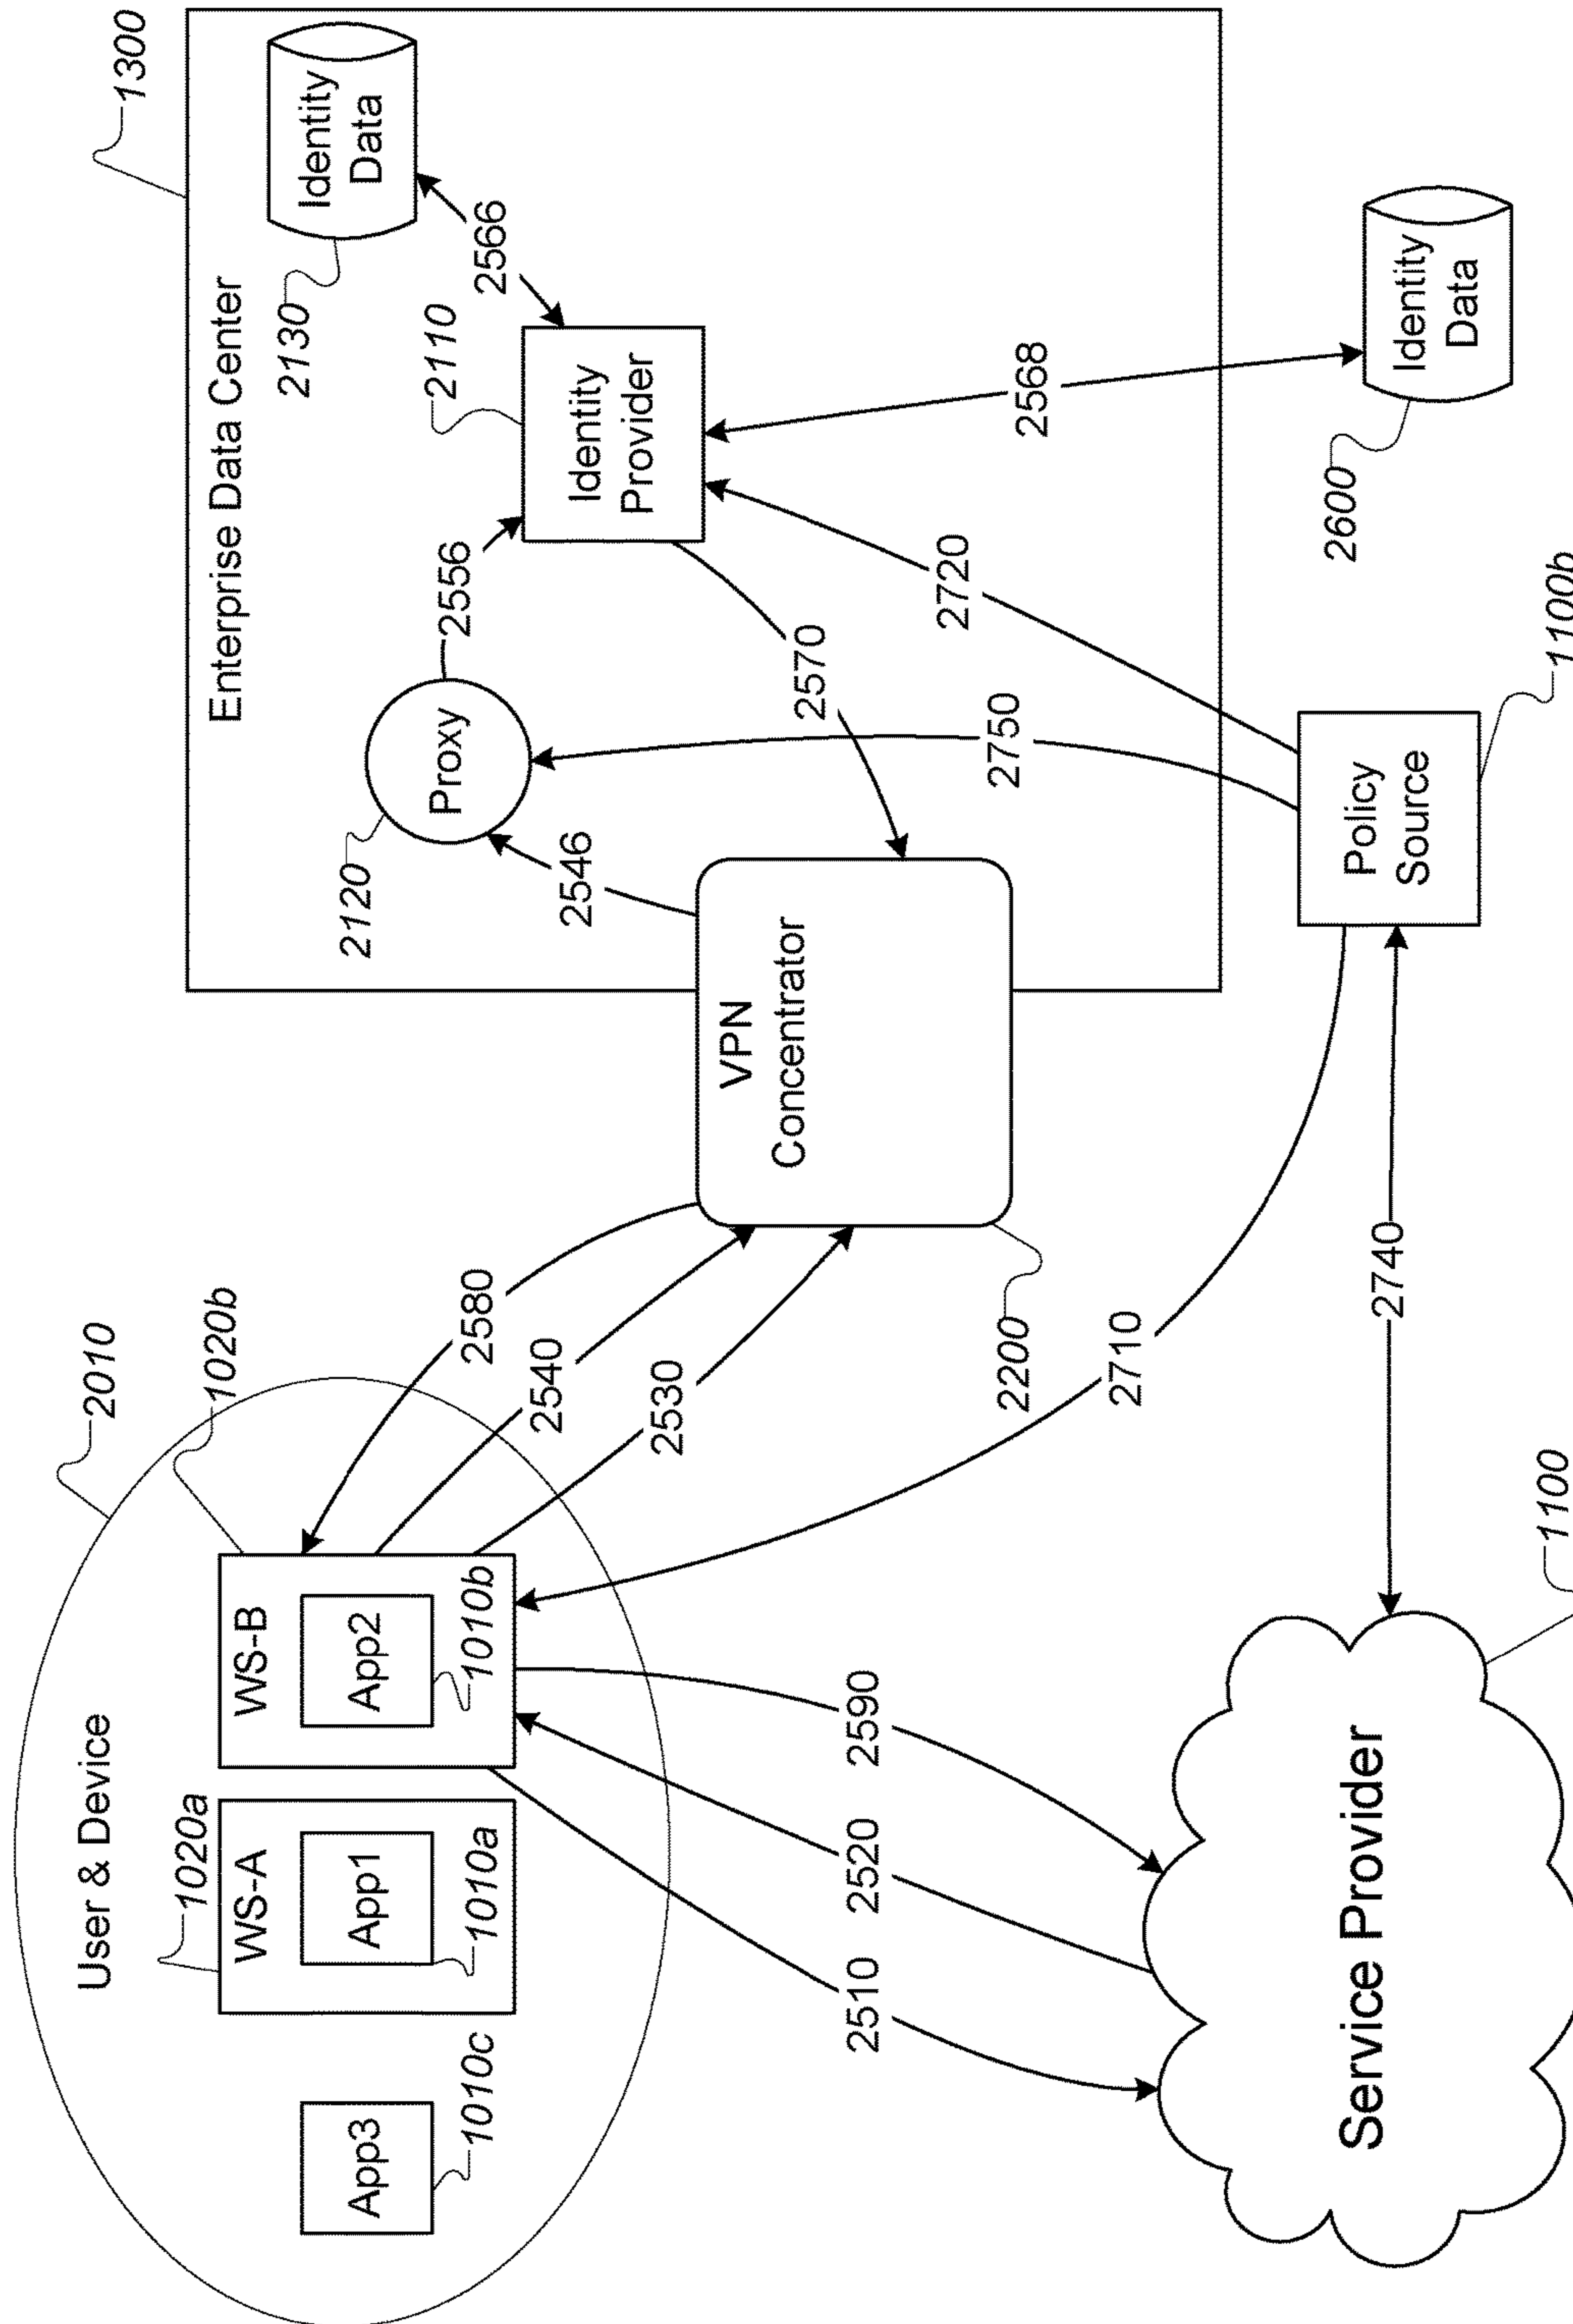 User & Device
2010
App3
1010c
WS-A
1020a
App1
1010a
WS-B
1020b
App2
1010b
2580
2540
2530
2510
2520
2590
2710
VPN
Concentrator
2200
Enterprise Data Center
1300
Proxy
2120
2546
2556
Identity
Provider
2110
2566
Identity
Data
2130
2570
2750
2720
2568
Service Provider
1100
2740
Policy
Source
1100b
Identity
Data
2600